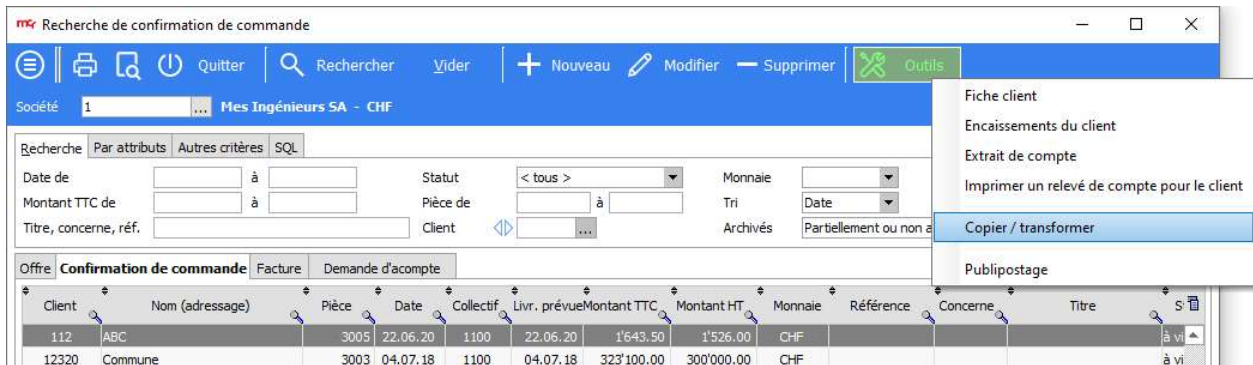 mcr Recherche de confirmation de commande
Quitter Rechercher Vider Nouveau Modifier Supprimer Outils
Société 1 ... Mes Ingénieurs SA - CHF
Fiche client
Encaissements du client
Extrait de compte
Imprimer un relevé de compte pour le client
Copier / transformer
Publipostage
Recherche Par attributs Autres critères SQL
Date de à Statut < tous > Monnaie
Montant TTC de à Pièce de à Tri Date
Titre, concerne, réf. Client ... Archivés Partiellement ou non a
Offre Confirmation de commande Facture Demande d'acompte
Client Nom (adressage) Pièce Date Collectif Livr. prévue Montant TTC Montant HT Monnaie Référence Concerne Titre S
112 ABC 3005 22.06.20 1100 22.06.20 1'643.50 1'526.00 CHF à vi
12320 Commune 3003 04.07.18 1100 04.07.18 323'100.00 300'000.00 CHF à vi